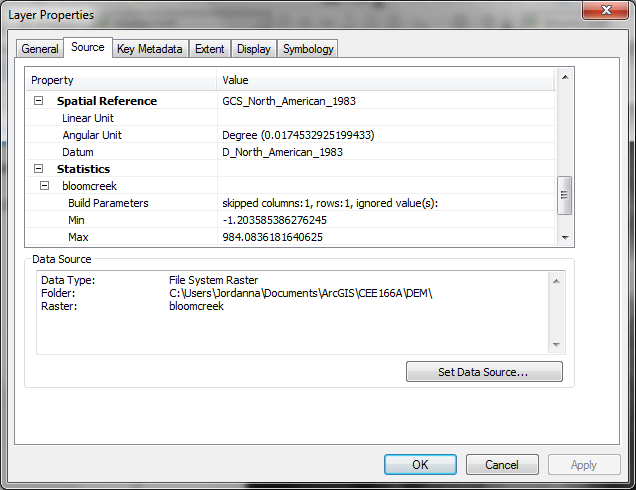 Layer Properties
General Source Key Metadata Extent Display Symbology
Property Value
Spatial Reference GCS_North_American_1983
Linear Unit
Angular Unit Degree (0.0174532925199433)
Datum D_North_American_1983
Statistics
bloomcreek
Build Parameters skipped columns:1, rows:1, ignored value(s):
Min -1.203585386276245
Max 984.0836181640625
Data Source
Data Type: File System Raster
Folder: C:\Users\Jordanna\Documents\ArcGIS\CEE166A\DEM\
Raster: bloomcreek
Set Data Source...
OK Cancel Apply